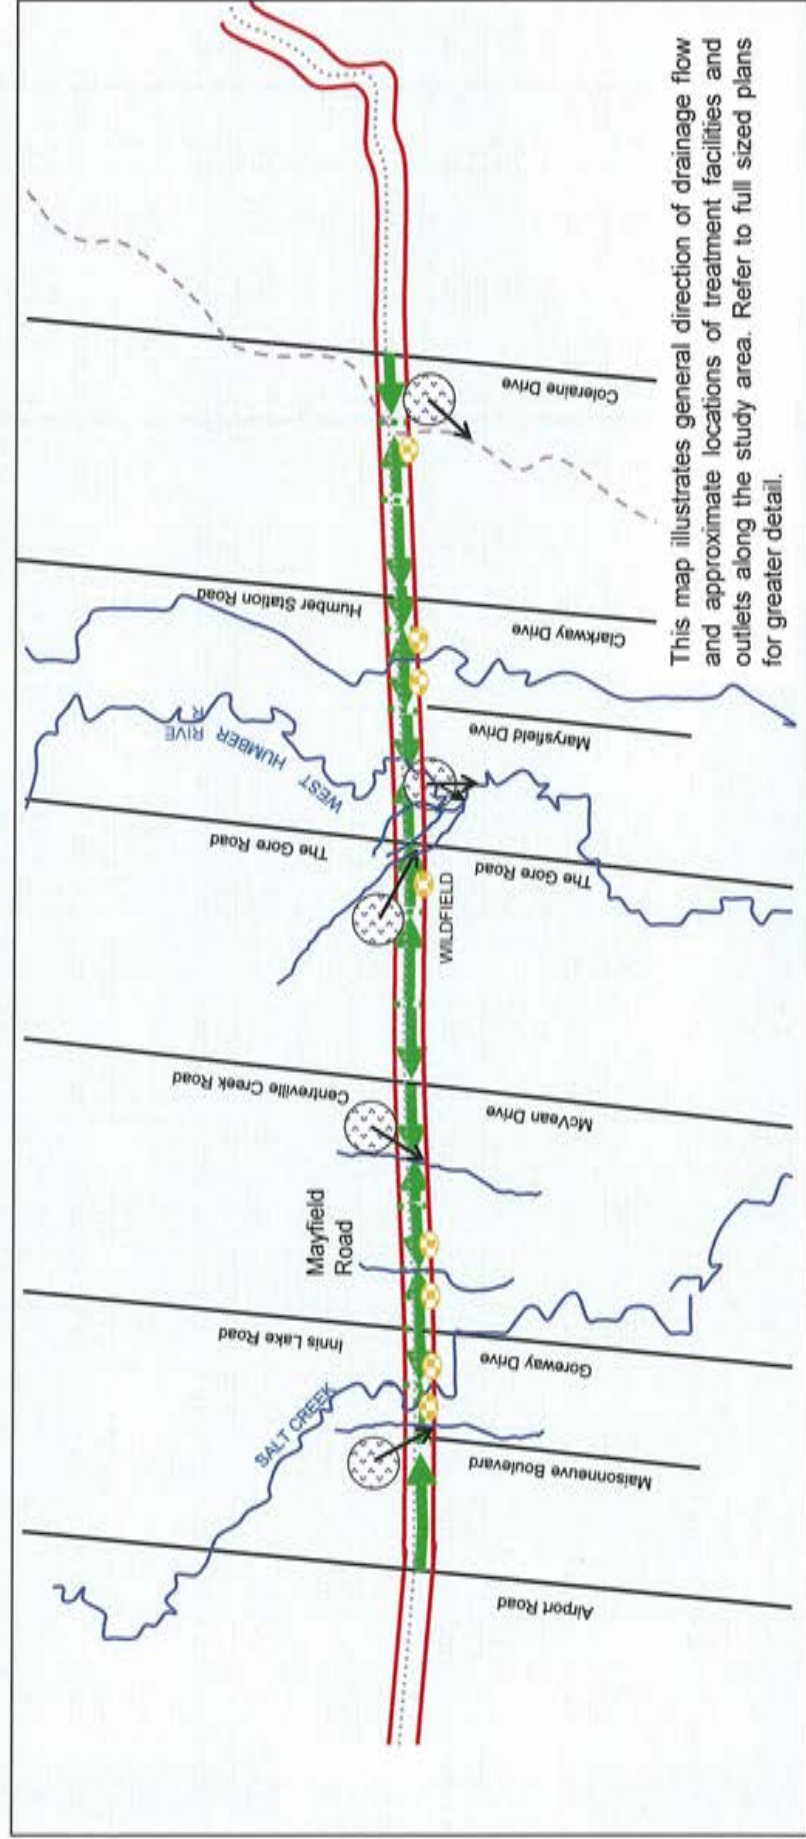 This map illustrates general direction of drainage flow
and approximate locations of treatment facilities and
outlets along the study area. Refer to full sized plans
for greater detail.
Coleraine Drive
Humber Station Road
Clarkway Drive
Marysfield Drive
WEST HUMBER RIVE
R
The Gore Road
The Gore Road
WILDFIELD
Centreville Creek Road
McVean Drive
Mayfield
Road
Innis Lake Road
Goreway Drive
SALT CREEK
Maisonneuve Boulevard
Airport Road